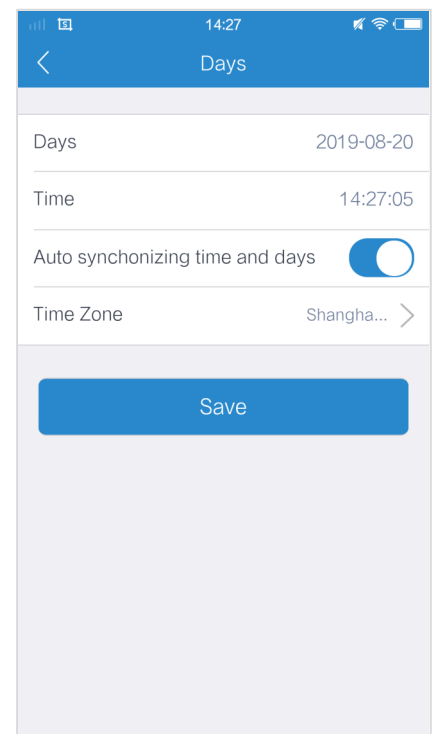 14:27
Days
Days 2019-08-20
Time 14:27:05
Auto synchonizing time and days
Time Zone Shangha...
Save